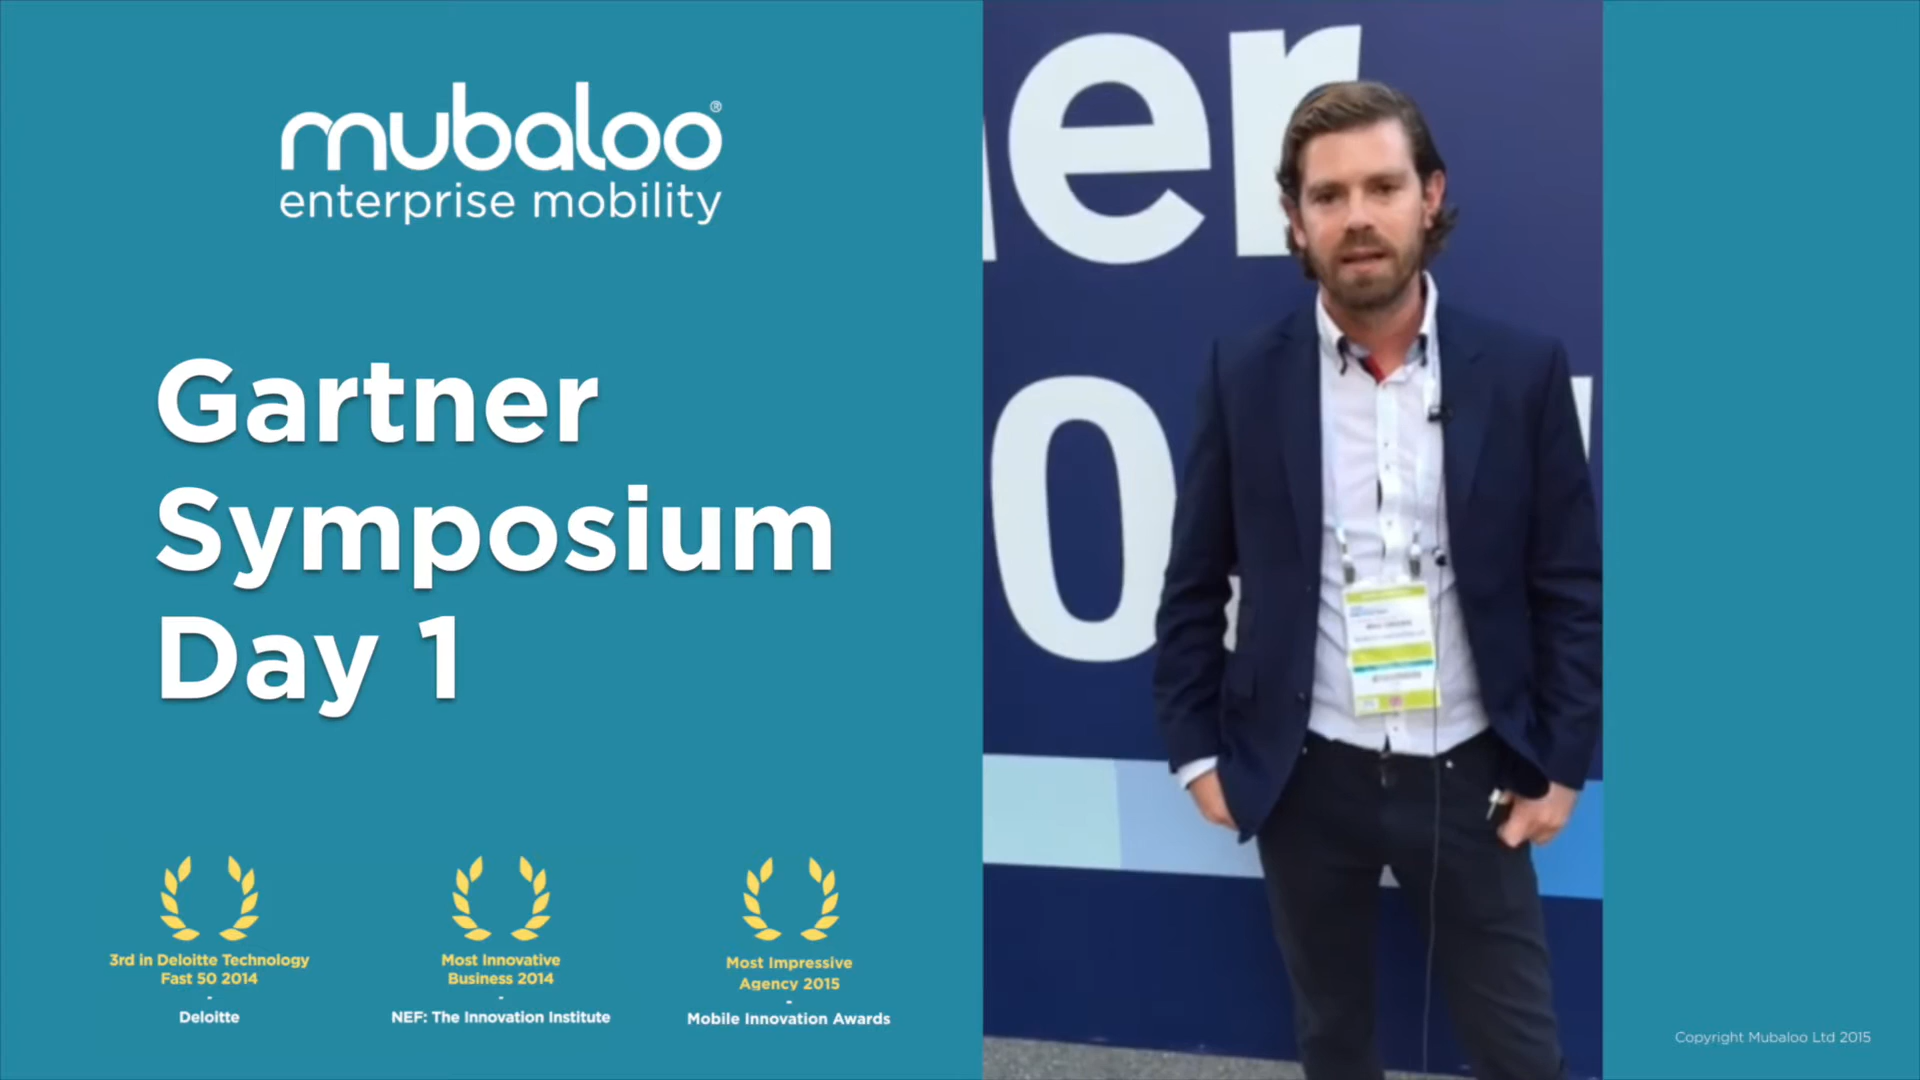 mubaloo®
enterprise mobility
Gartner
Symposium
Day 1
3rd in Deloitte Technology
Fast 50 2014
-
Deloitte
Most Innovative
Business 2014
-
NEF: The Innovation Institute
Most Impressive
Agency 2015
-
Mobile Innovation Awards
er
Copyright Mubaloo Ltd 2015